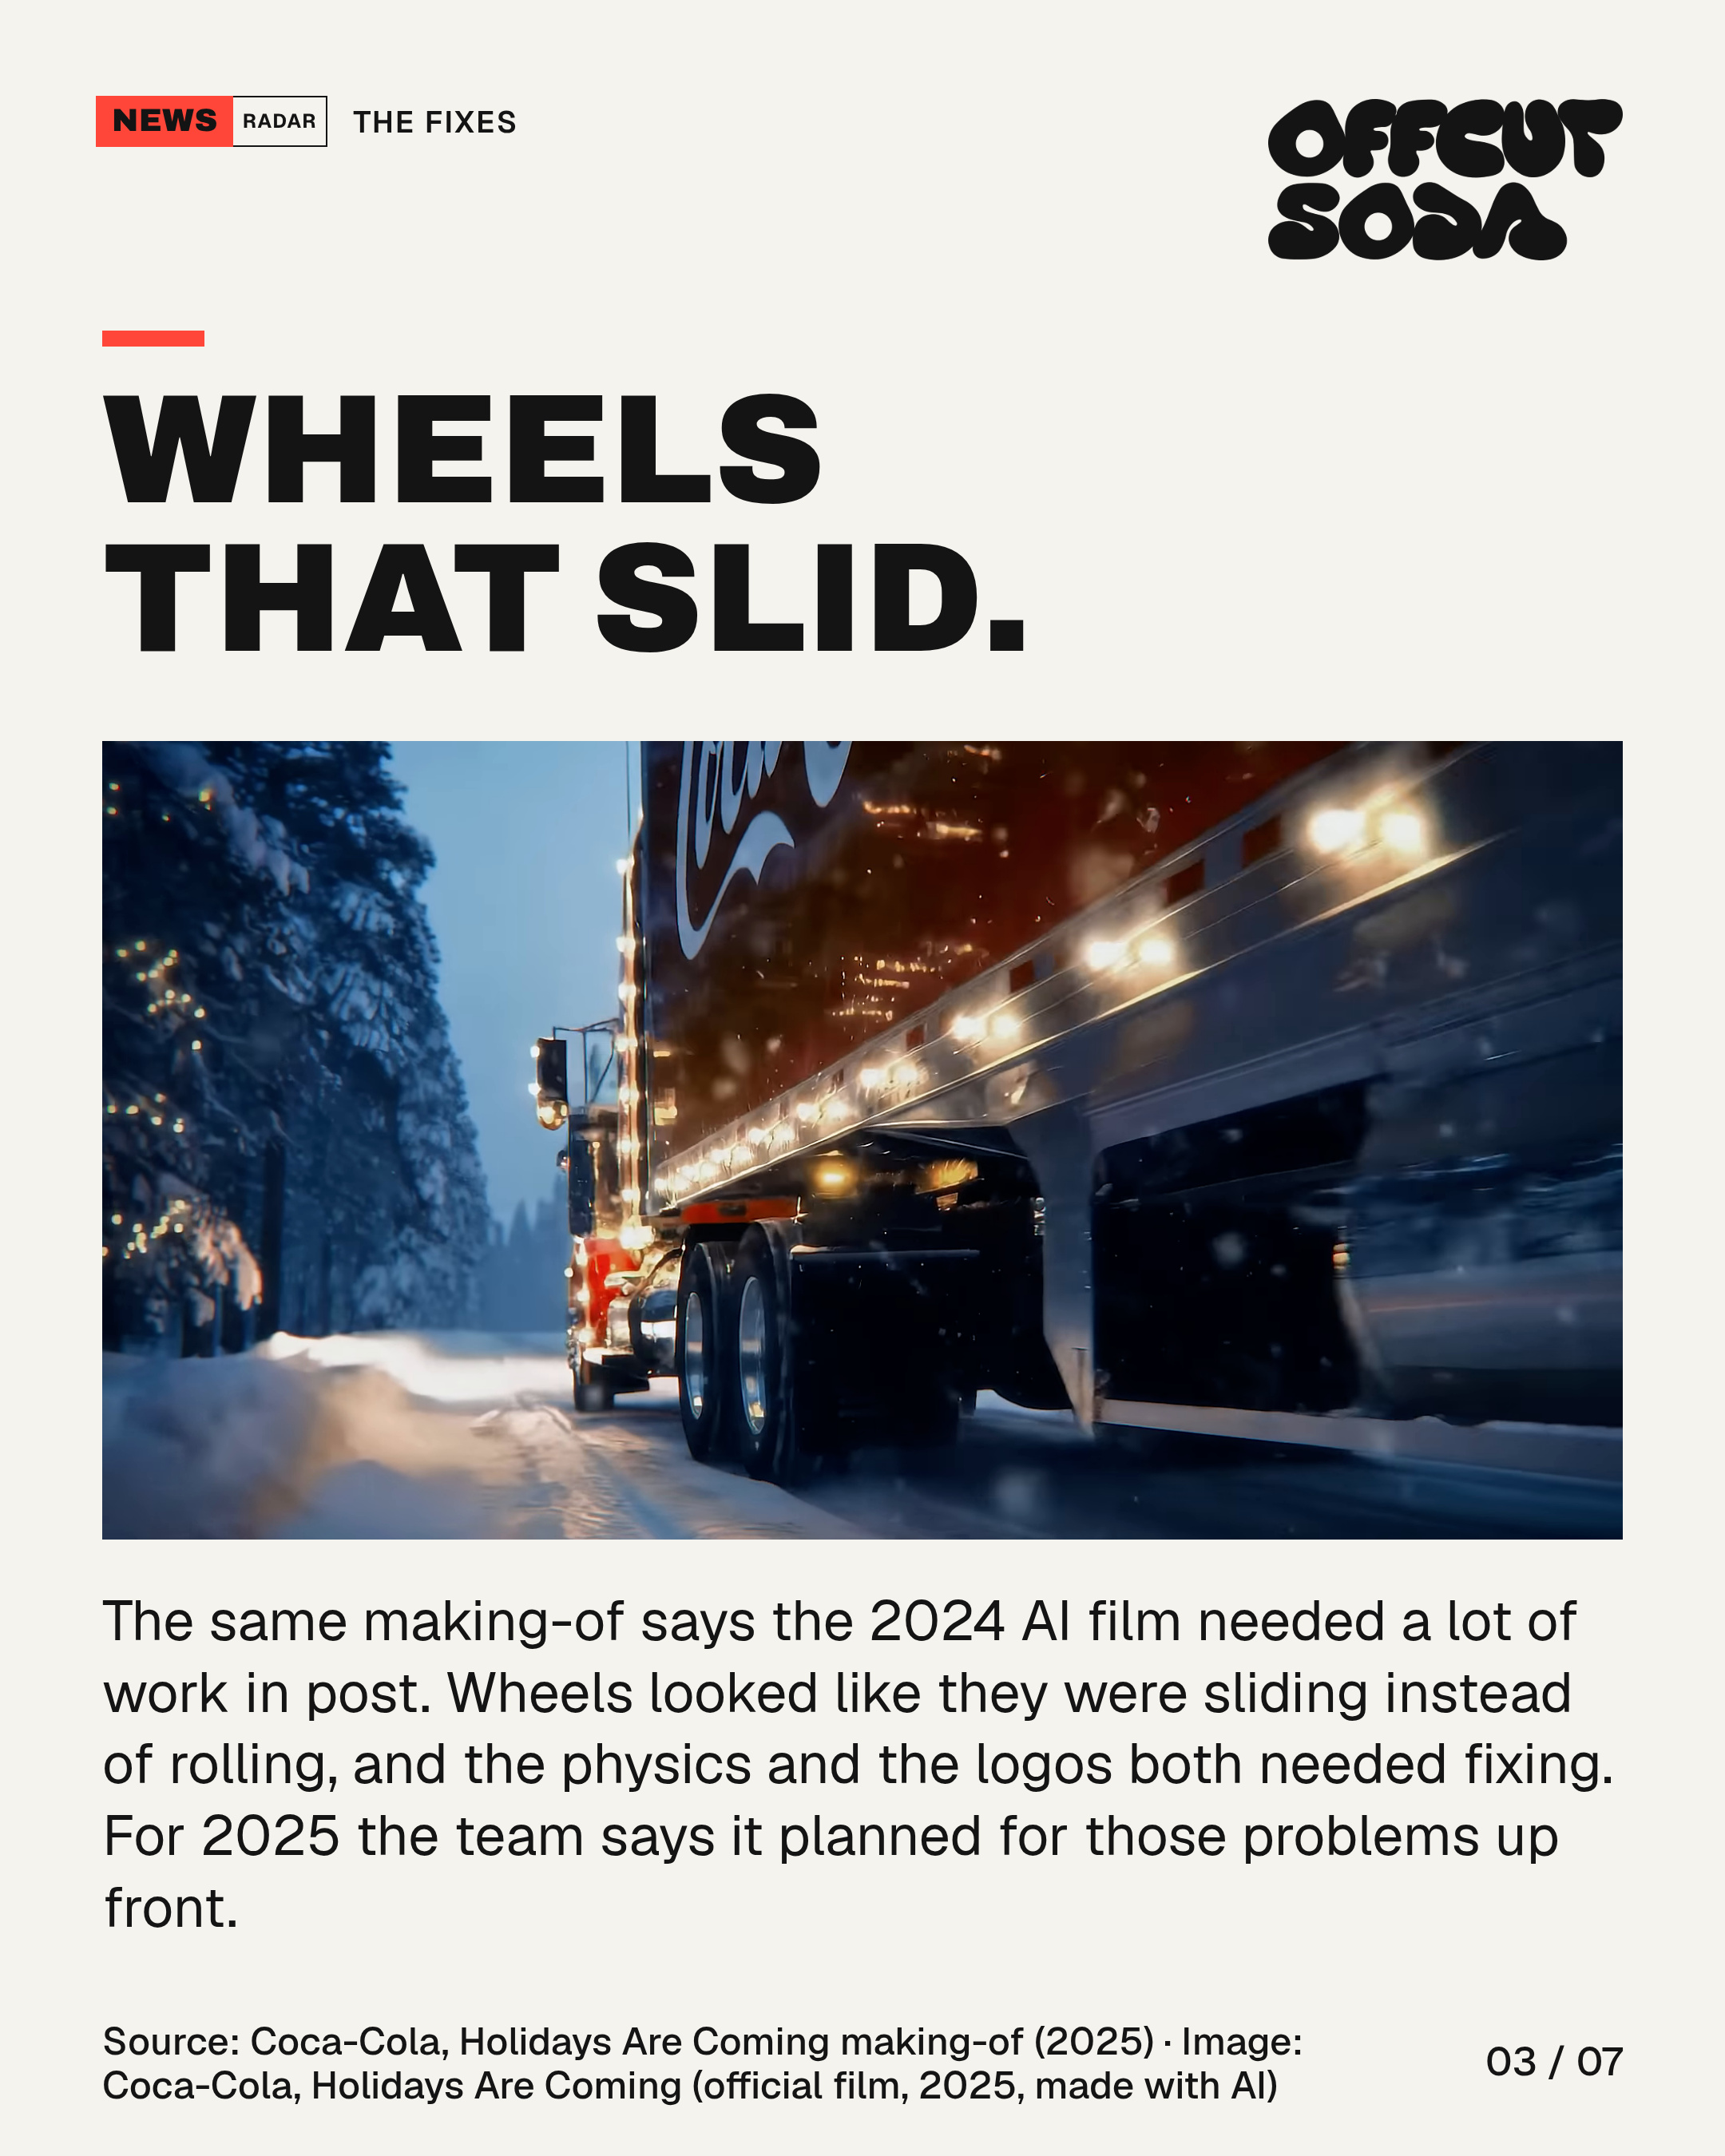 NEWS RADAR THE FIXES
OFFCUT
SODA
WHEELS
THAT SLID.
The same making-of says the 2024 AI film needed a lot of
work in post. Wheels looked like they were sliding instead
of rolling, and the physics and the logos both needed fixing.
For 2025 the team says it planned for those problems up
front.
Source: Coca-Cola, Holidays Are Coming making-of (2025) · Image:
Coca-Cola, Holidays Are Coming (official film, 2025, made with AI)
03 / 07